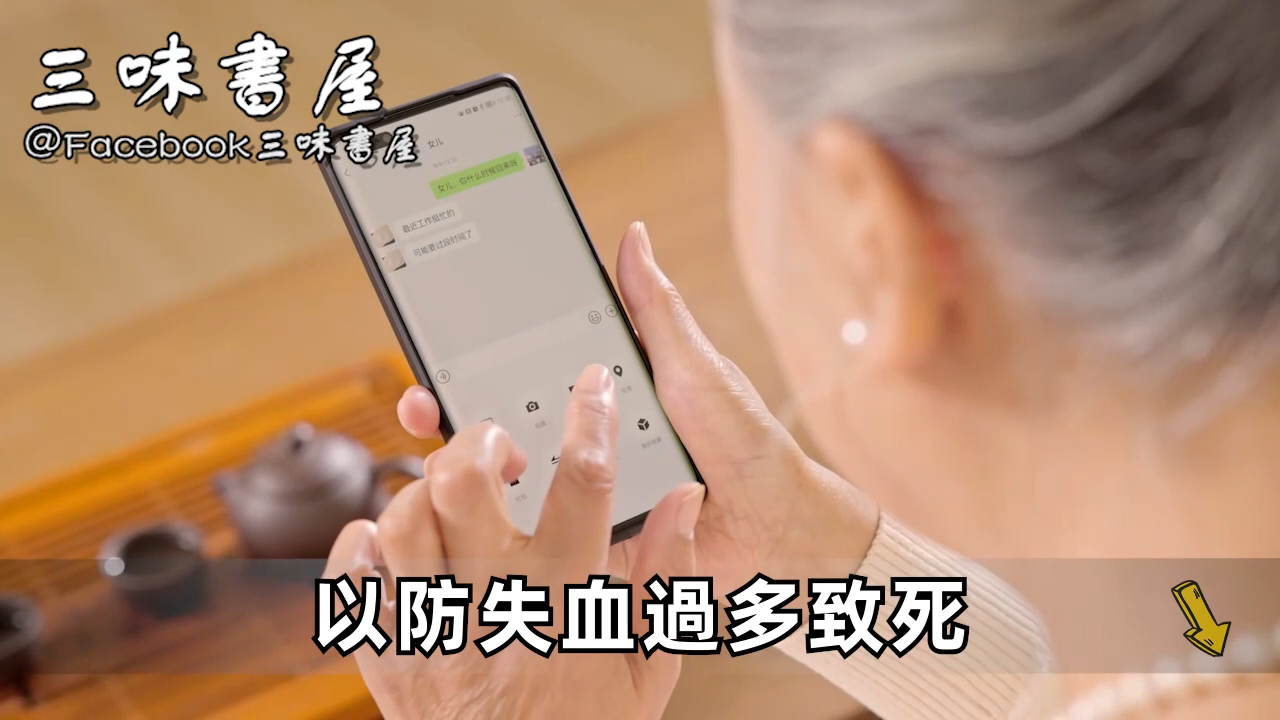 三味書屋
@Facebook三味書屋
女儿
女儿，你什么时候回来呀
最近工作挺忙的
可能要过段时间了
以防失血過多致死